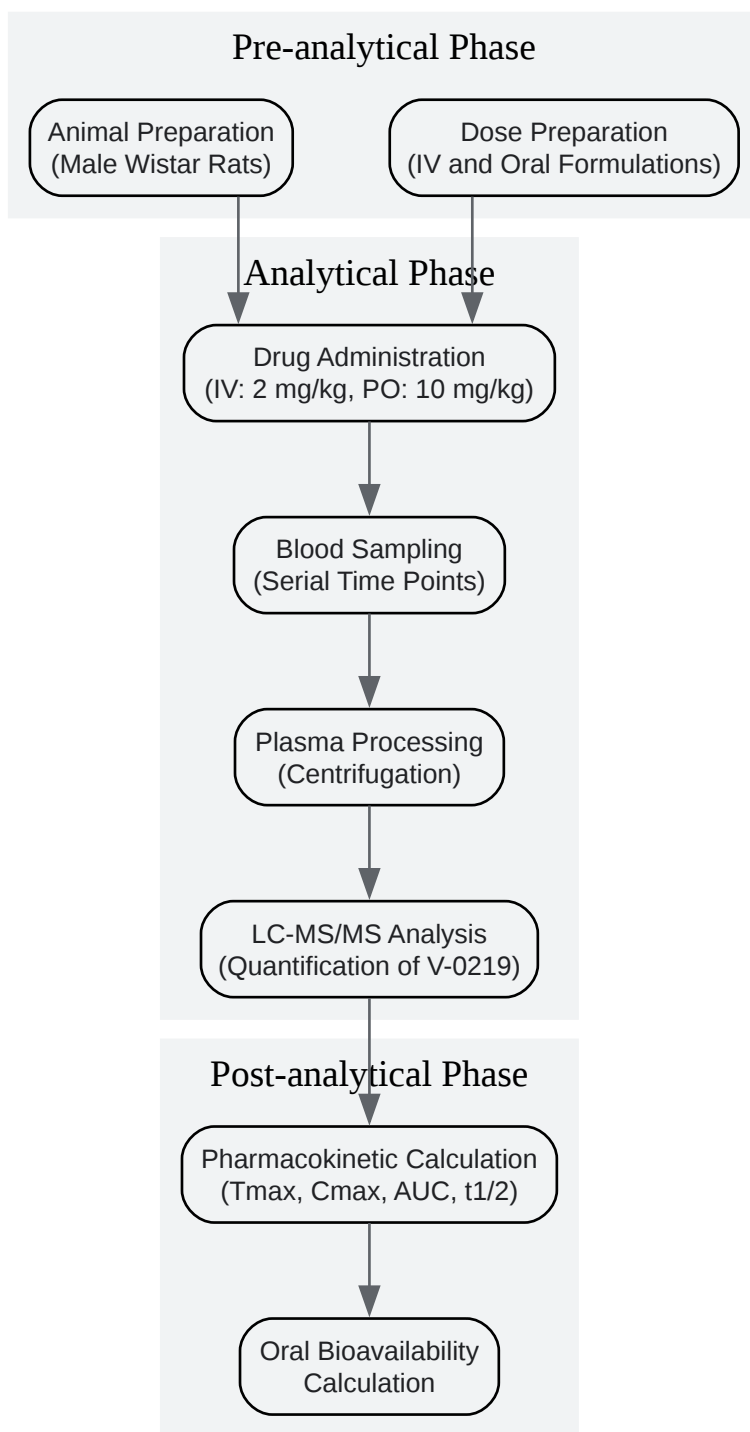 Pre-analytical Phase
Animal Preparation
(Male Wistar Rats)
Dose Preparation
(IV and Oral Formulations)
Analytical Phase
Drug Administration
(IV: 2 mg/kg, PO: 10 mg/kg)
Blood Sampling
(Serial Time Points)
Plasma Processing
(Centrifugation)
LC-MS/MS Analysis
(Quantification of V-0219)
Post-analytical Phase
Pharmacokinetic Calculation
(Tmax, Cmax, AUC, t1/2)
Oral Bioavailability
Calculation